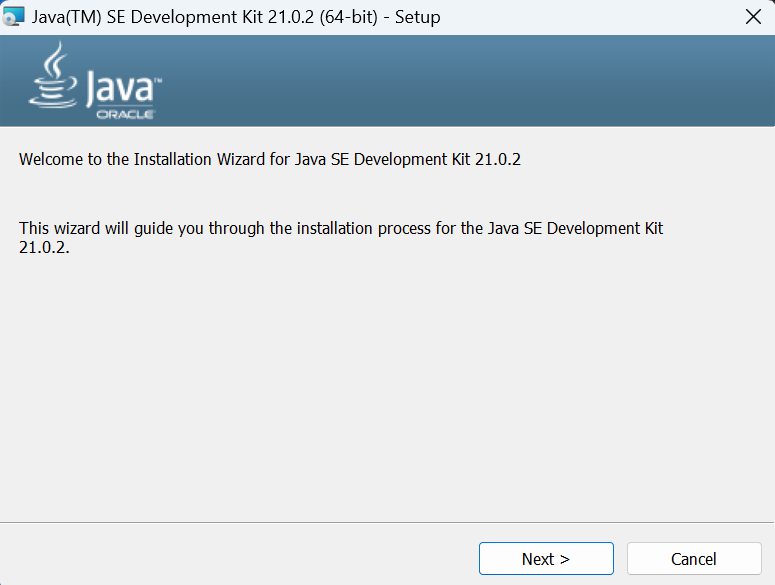 Java(TM) SE Development Kit 21.0.2 (64-bit) - Setup
Java™
ORACLE
Welcome to the Installation Wizard for Java SE Development Kit 21.0.2
This wizard will guide you through the installation process for the Java SE Development Kit
21.0.2.
Next >
Cancel